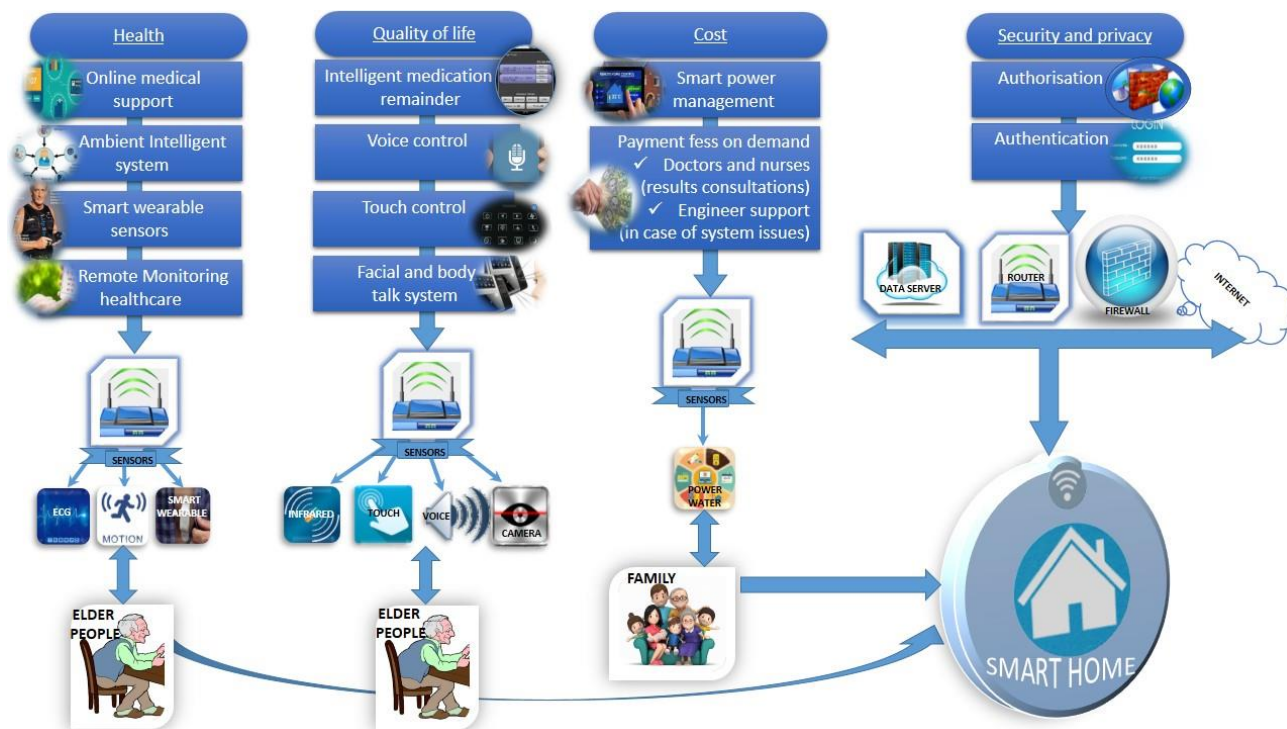 Health
Online medical
support
Ambient Intelligent
system
Smart wearable
sensors
Remote Monitoring
healthcare
SENSORS
ECG
MOTION
SMART
WEARABLE
ELDER
PEOPLE
Quality of life
Intelligent medication
remainder
Voice control
Touch control
Facial and body
talk system
SENSORS
INFRARED
TOUCH
VOICE
CAMERA
ELDER
PEOPLE
Cost
Smart power
management
Payment fess on demand
✓ Doctors and nurses
(results consultations)
✓ Engineer support
(in case of system issues)
SENSORS
POWER
WATER
FAMILY
Security and privacy
Authorisation
Authentication
LOGIN
DATA SERVER
ROUTER
FIREWALL
INTERNET
SMART HOME